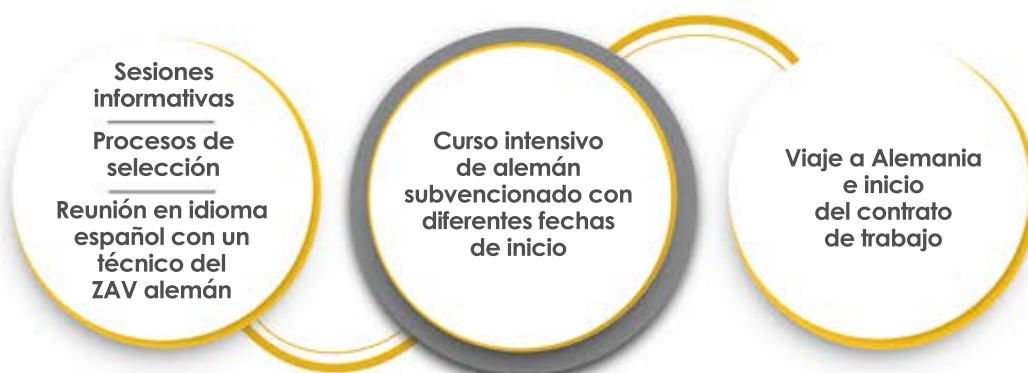 Sesiones
informativas
Procesos de
selección
Reunión en idioma
español con un
técnico del
ZAV alemán
Curso intensivo
de alemán
subvencionado con
diferentes fechas
de inicio
Viaje a Alemania
e inicio
del contrato
de trabajo